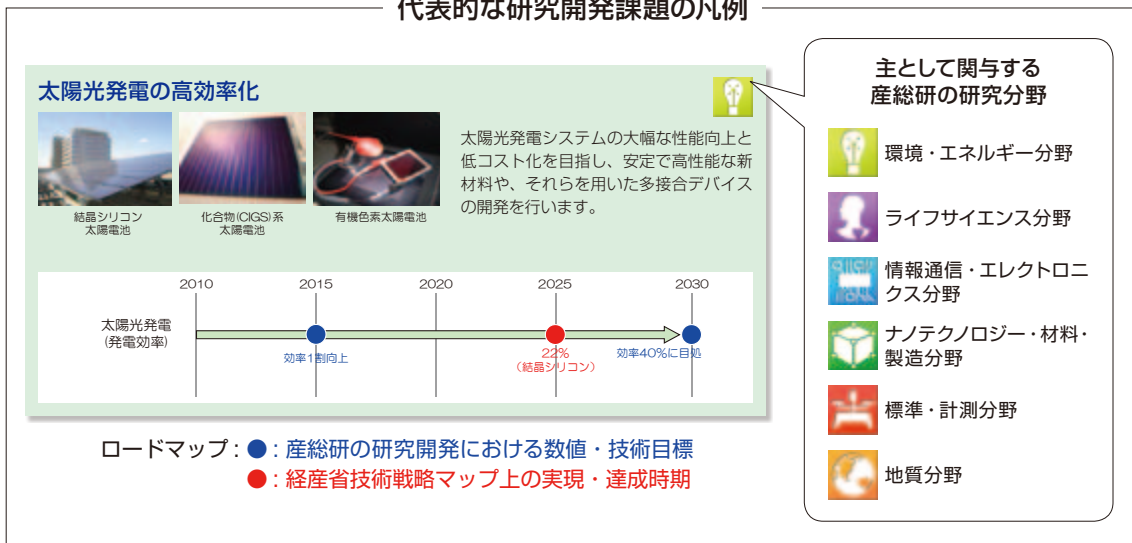 代表的な研究開発課題の凡例
太陽光発電の高効率化
太陽光発電システムの大幅な性能向上と
低コスト化を目指し、安定で高性能な新
材料や、それらを用いた多接合デバイス
の開発を行います。
結晶シリコン
太陽電池
化合物(CIGS)系
太陽電池
有機色素太陽電池
2010
2015
2020
2025
2030
太陽光発電
(発電効率)
効率1割向上
22%
(結晶シリコン)
効率40%に目処
ロードマップ:●:産総研の研究開発における数値・技術目標
●:経産省技術戦略マップ上の実現・達成時期
主として関与する
産総研の研究分野
環境・エネルギー分野
ライフサイエンス分野
情報通信・エレクトロニ
クス分野
ナノテクノロジー・材料・
製造分野
標準・計測分野
地質分野